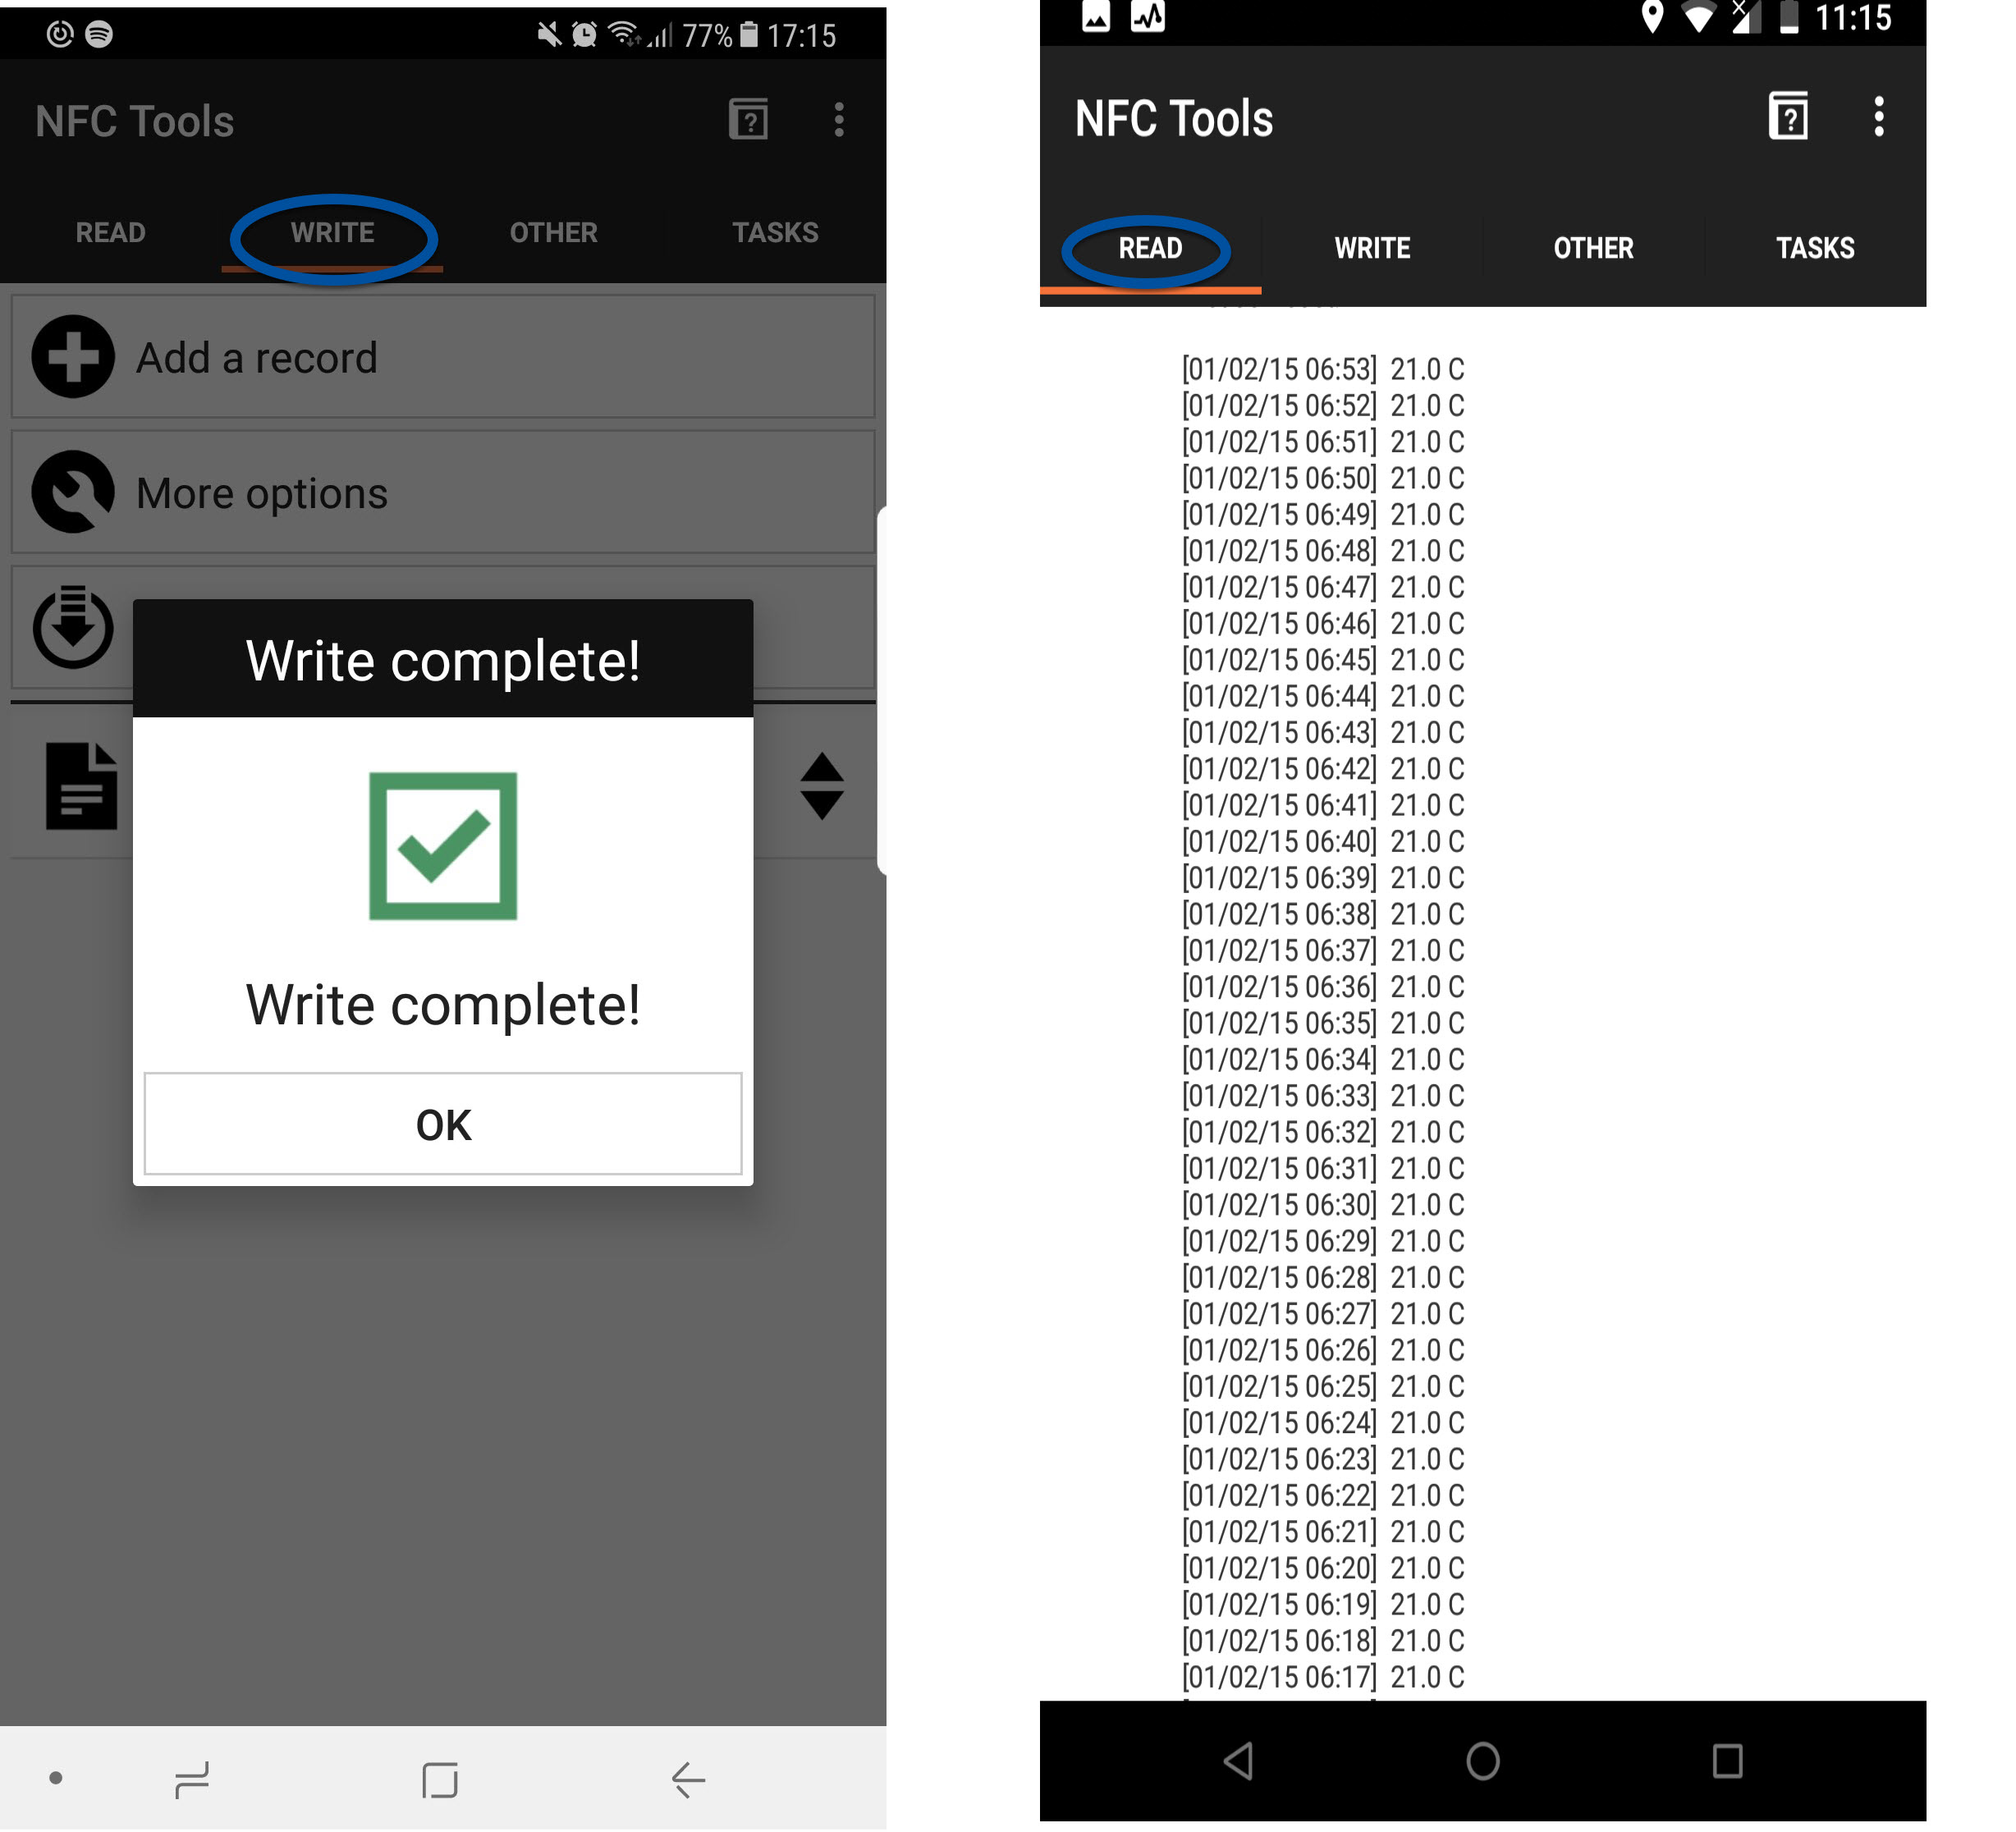 77% 17:15
NFC Tools
READ WRITE OTHER TASKS
Add a record
More options
Write complete!
Write complete!
OK
11:15
NFC Tools
READ WRITE OTHER TASKS
[01/02/15 06:53] 21.0 C
[01/02/15 06:52] 21.0 C
[01/02/15 06:51] 21.0 C
[01/02/15 06:50] 21.0 C
[01/02/15 06:49] 21.0 C
[01/02/15 06:48] 21.0 C
[01/02/15 06:47] 21.0 C
[01/02/15 06:46] 21.0 C
[01/02/15 06:45] 21.0 C
[01/02/15 06:44] 21.0 C
[01/02/15 06:43] 21.0 C
[01/02/15 06:42] 21.0 C
[01/02/15 06:41] 21.0 C
[01/02/15 06:40] 21.0 C
[01/02/15 06:39] 21.0 C
[01/02/15 06:38] 21.0 C
[01/02/15 06:37] 21.0 C
[01/02/15 06:36] 21.0 C
[01/02/15 06:35] 21.0 C
[01/02/15 06:34] 21.0 C
[01/02/15 06:33] 21.0 C
[01/02/15 06:32] 21.0 C
[01/02/15 06:31] 21.0 C
[01/02/15 06:30] 21.0 C
[01/02/15 06:29] 21.0 C
[01/02/15 06:28] 21.0 C
[01/02/15 06:27] 21.0 C
[01/02/15 06:26] 21.0 C
[01/02/15 06:25] 21.0 C
[01/02/15 06:24] 21.0 C
[01/02/15 06:23] 21.0 C
[01/02/15 06:22] 21.0 C
[01/02/15 06:21] 21.0 C
[01/02/15 06:20] 21.0 C
[01/02/15 06:19] 21.0 C
[01/02/15 06:18] 21.0 C
[01/02/15 06:17] 21.0 C